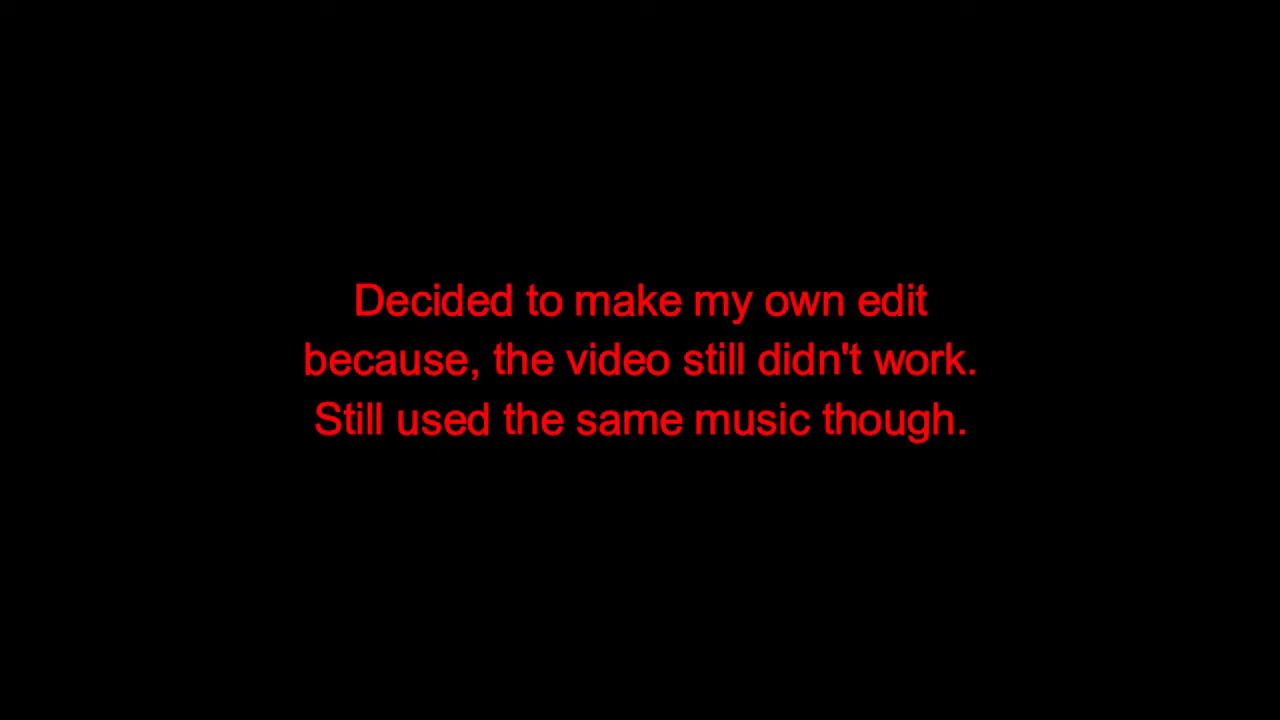 Decided to make my own edit
because, the video still didn't work.
Still used the same music though.